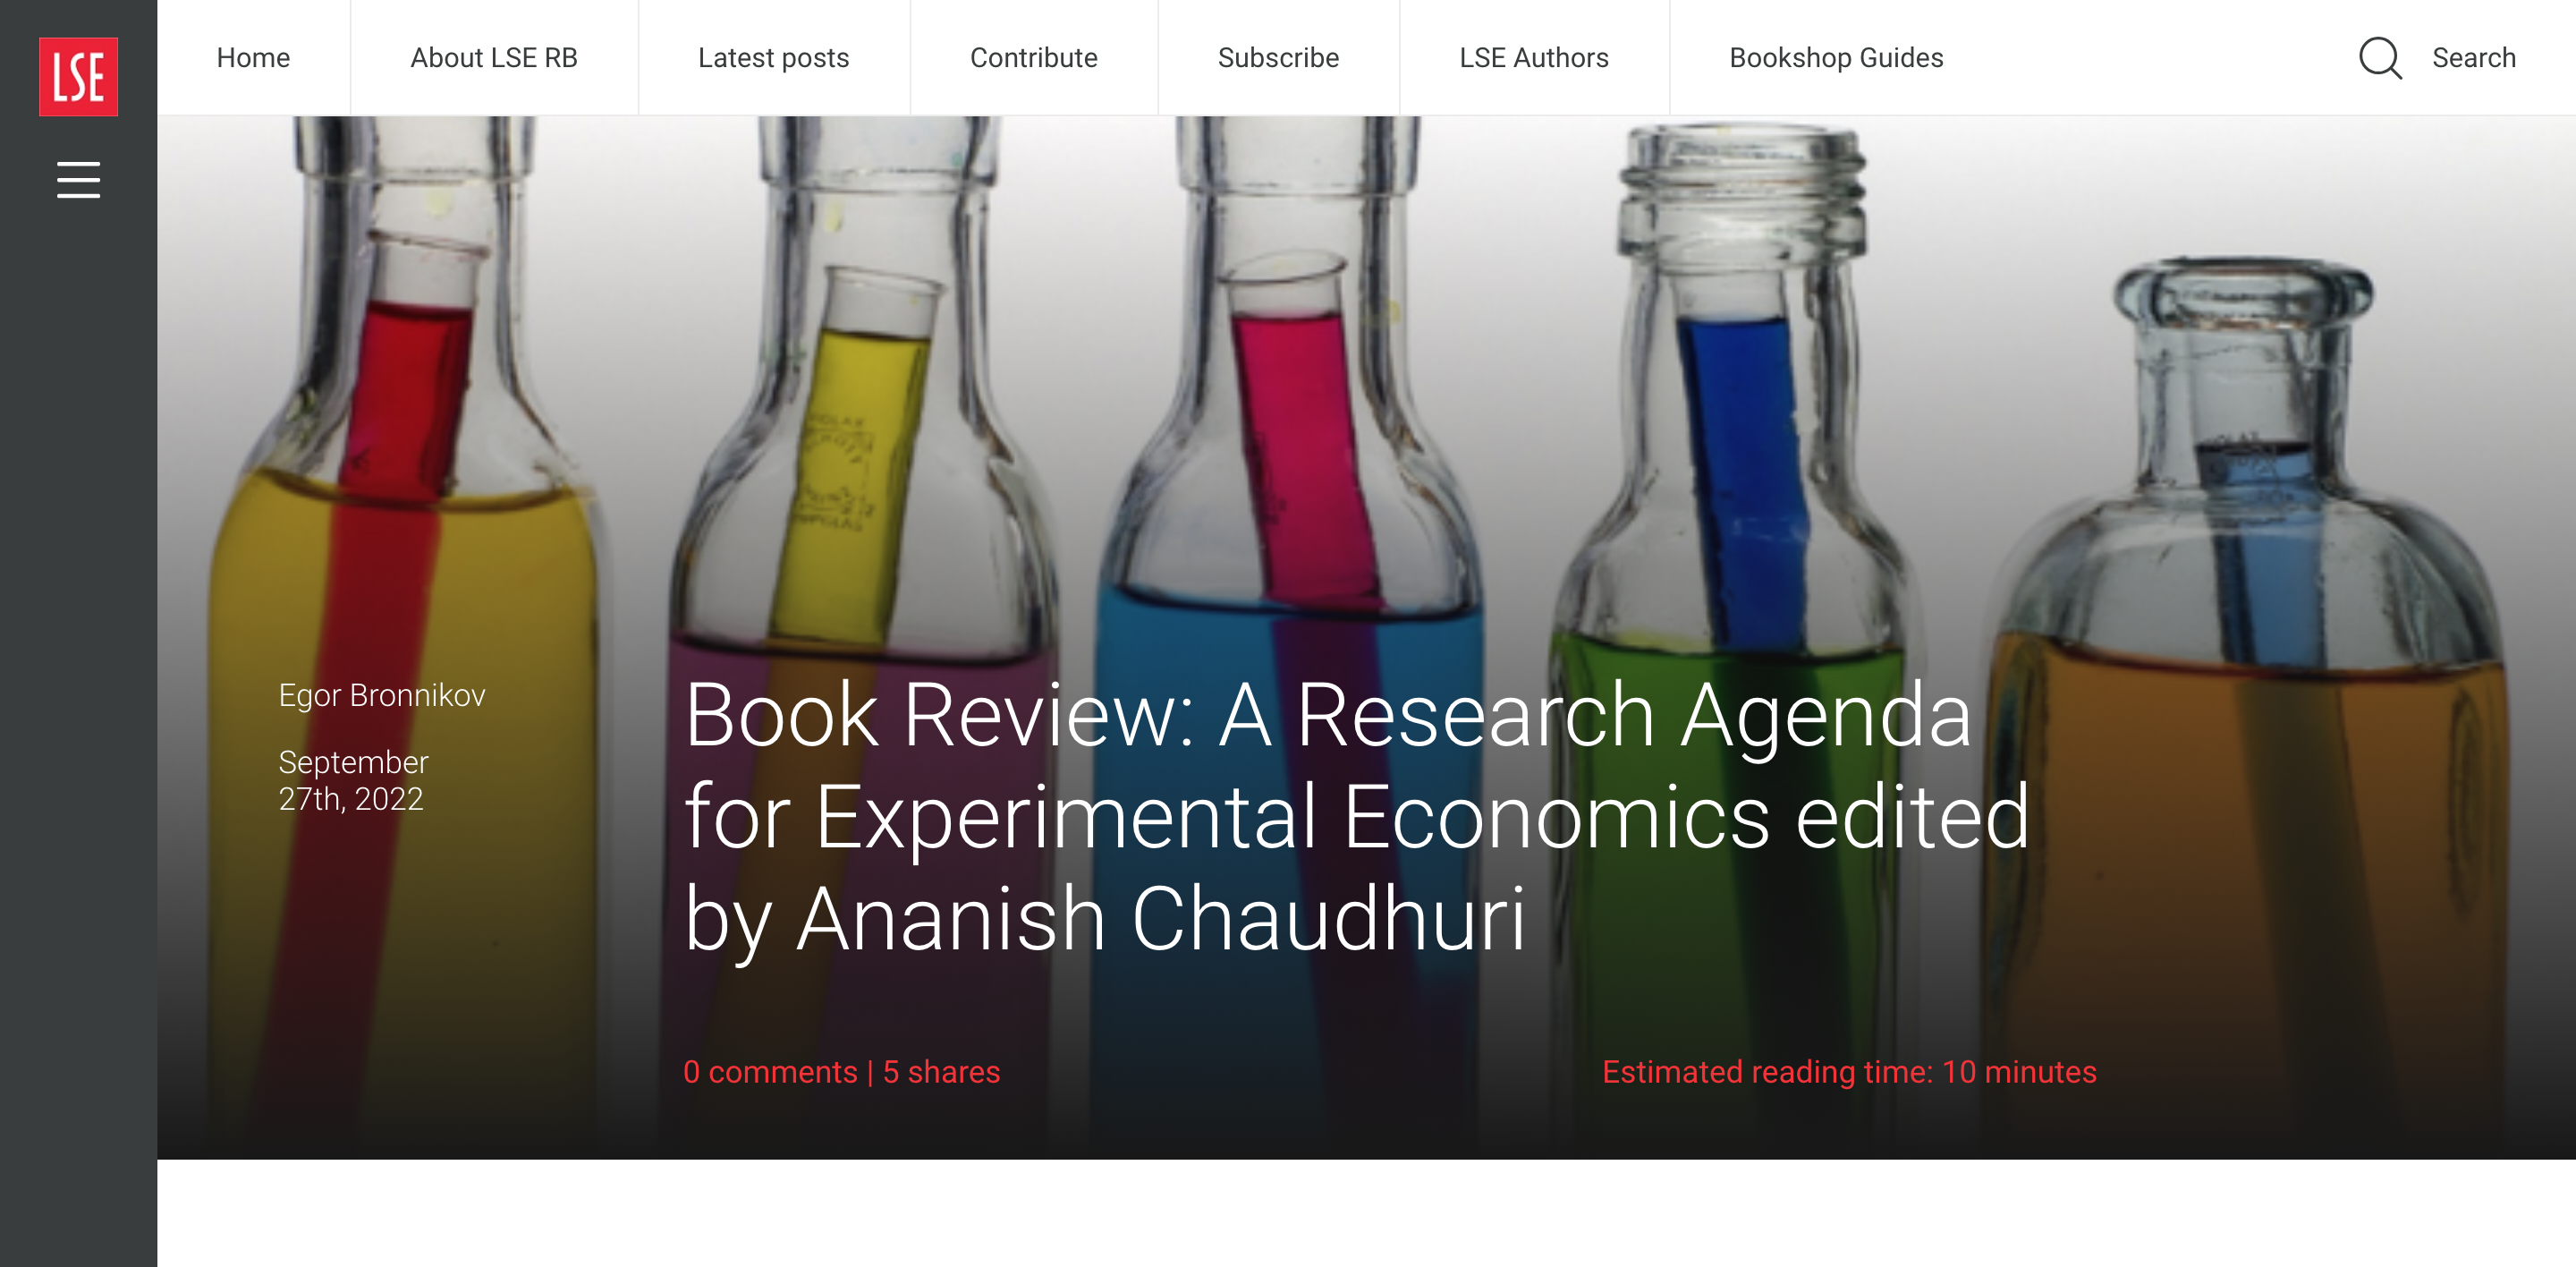 LSE
Home
About LSE RB
Latest posts
Contribute
Subscribe
LSE Authors
Bookshop Guides
Search
Egor Bronnikov
September
27th, 2022
Book Review: A Research Agenda
for Experimental Economics edited
by Ananish Chaudhuri
0 comments | 5 shares
Estimated reading time: 10 minutes